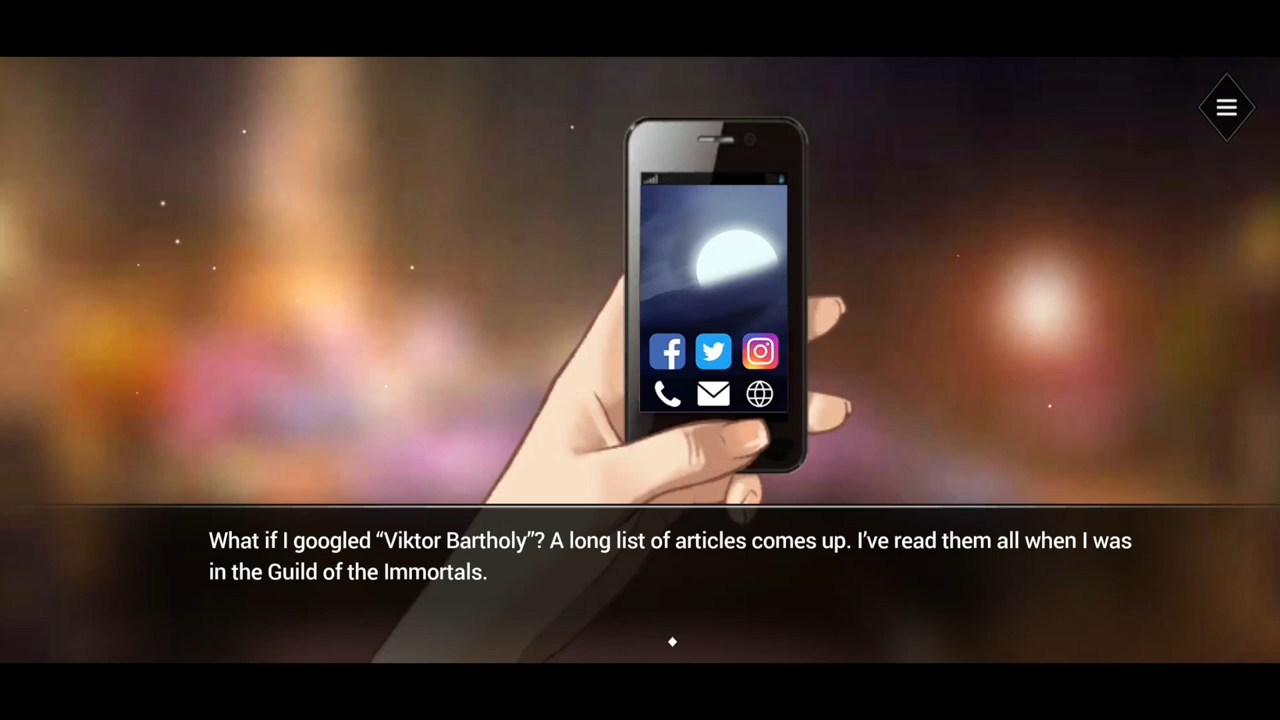 What if I googled “Viktor Bartholy”? A long list of articles comes up. I’ve read them all when I was
in the Guild of the Immortals.